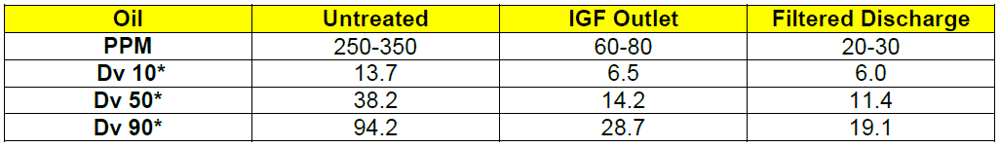 Oil Untreated IGF Outlet Filtered Discharge
PPM 250-350 60-80 20-30
Dv 10* 13.7 6.5 6.0
Dv 50* 38.2 14.2 11.4
Dv 90* 94.2 28.7 19.1